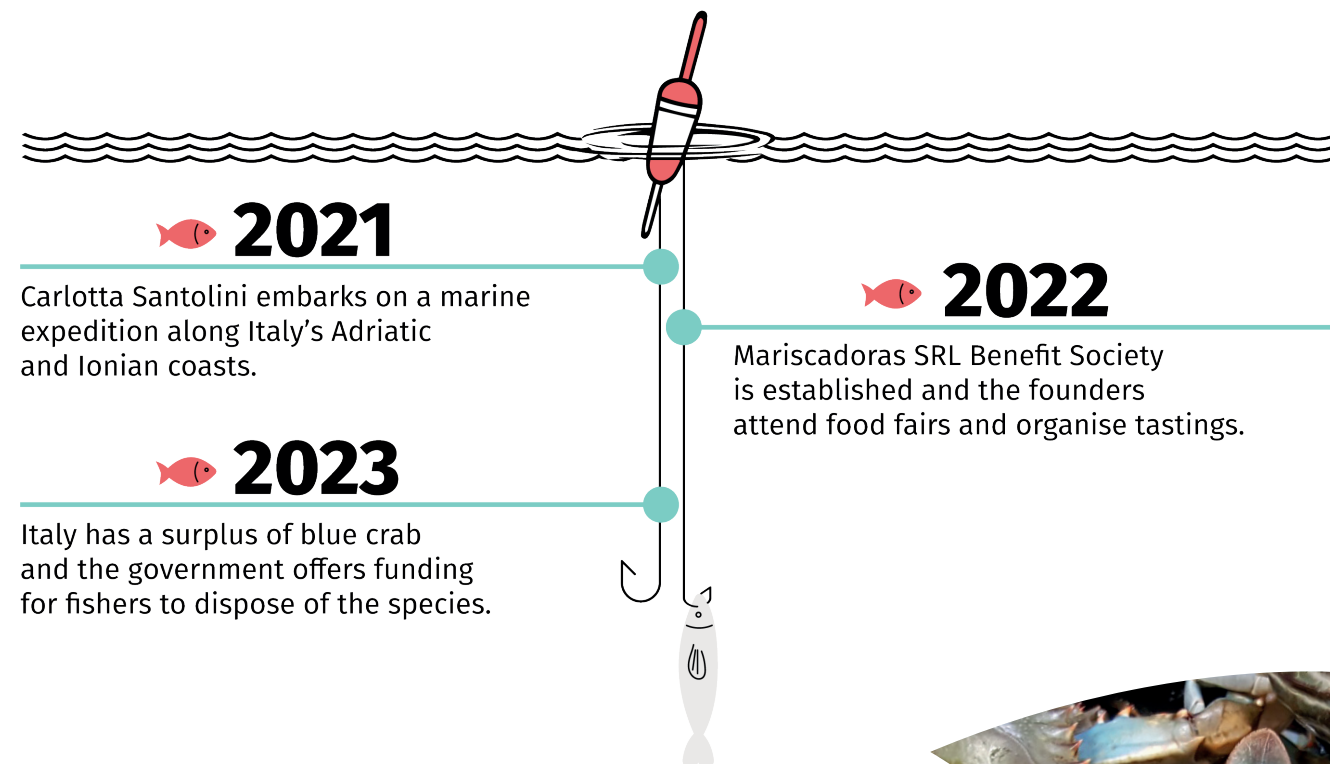 2021
Carlotta Santolini embarks on a marine
expedition along Italy’s Adriatic
and Ionian coasts.
2022
Mariscadoras SRL Benefit Society
is established and the founders
attend food fairs and organise tastings.
2023
Italy has a surplus of blue crab
and the government offers funding
for fishers to dispose of the species.